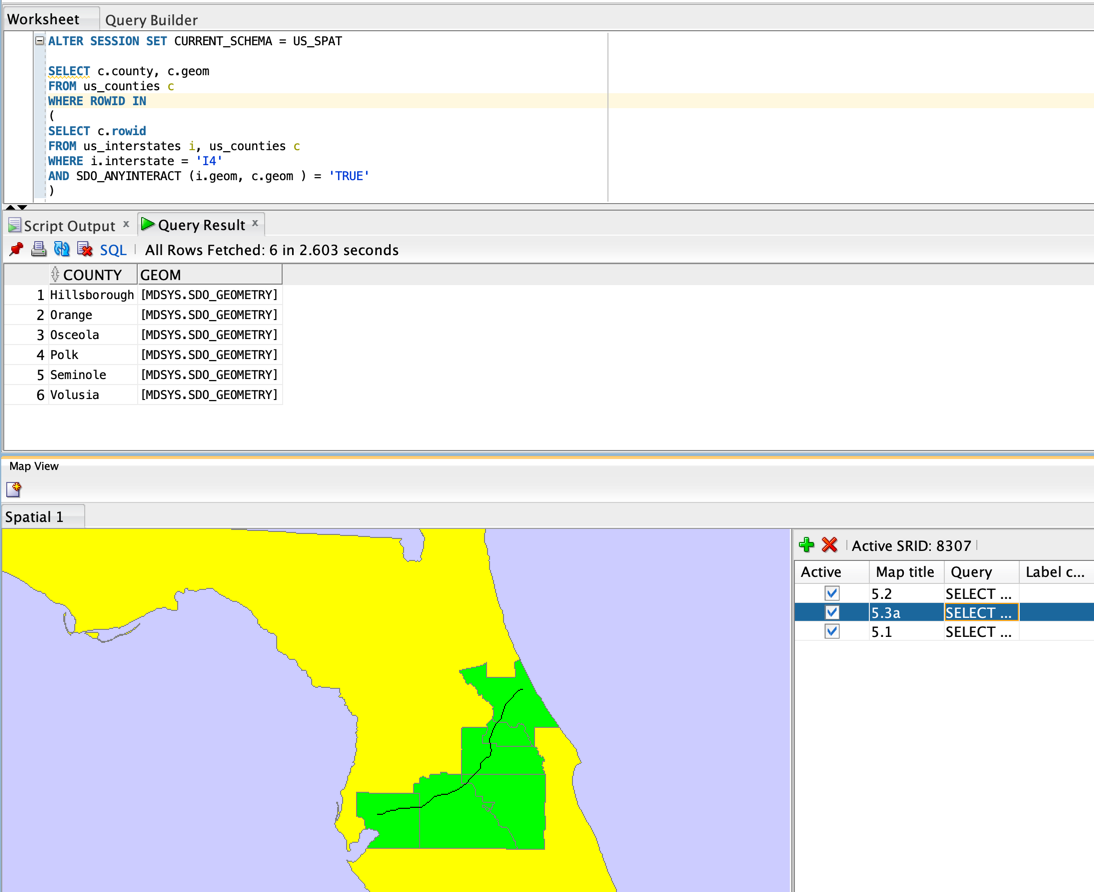 Worksheet Query Builder
ALTER SESSION SET CURRENT_SCHEMA = US_SPAT
SELECT c.county, c.geom
FROM us_counties c
WHERE ROWID IN
(
SELECT c.rowid
FROM us_interstates i, us_counties c
WHERE i.interstate = 'I4'
AND SDO_ANYINTERACT (i.geom, c.geom ) = 'TRUE'
)
Script Output x Query Result x
SQL All Rows Fetched: 6 in 2.603 seconds
COUNTY GEOM
1 Hillsborough [MDSYS.SDO_GEOMETRY]
2 Orange [MDSYS.SDO_GEOMETRY]
3 Osceola [MDSYS.SDO_GEOMETRY]
4 Polk [MDSYS.SDO_GEOMETRY]
5 Seminole [MDSYS.SDO_GEOMETRY]
6 Volusia [MDSYS.SDO_GEOMETRY]
Map View
Spatial 1
Active SRID: 8307
Active Map title Query Label c...
5.2 SELECT ...
5.3a SELECT ...
5.1 SELECT ...